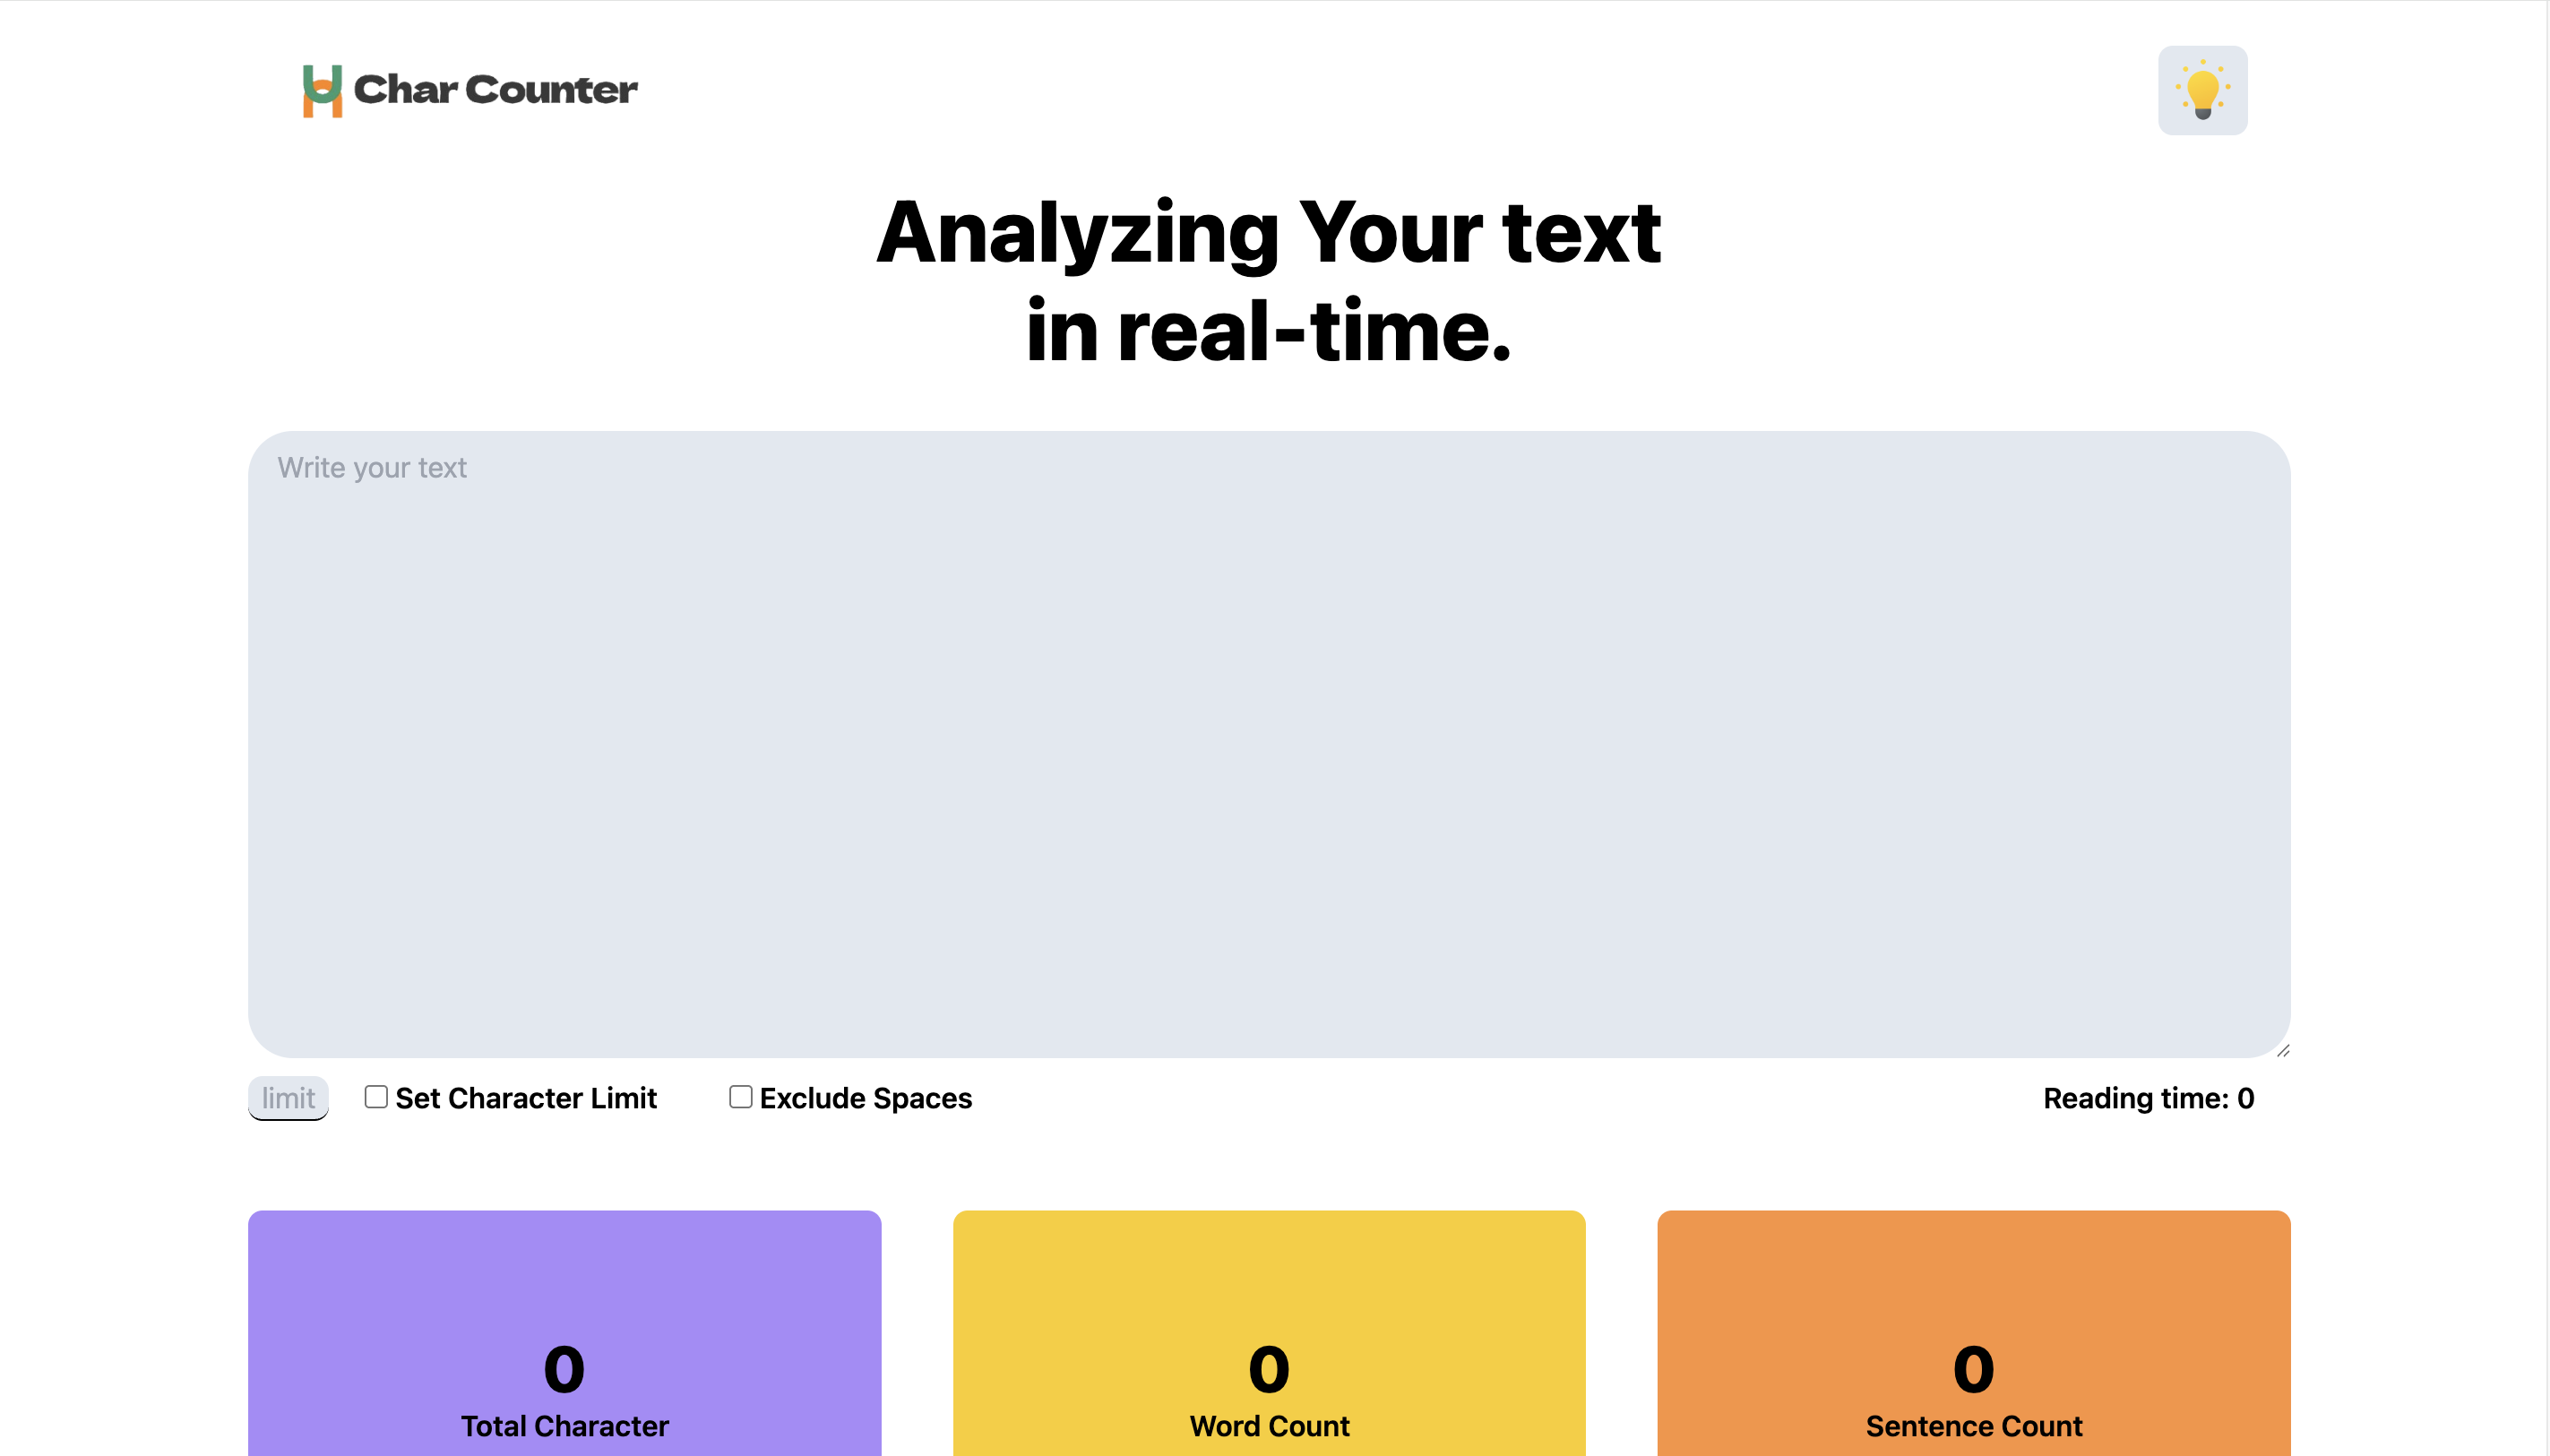 Char Counter
Analyzing Your text
in real-time.
Write your text
limit Set Character Limit Exclude Spaces Reading time: 0
0 0 0
Total Character Word Count Sentence Count